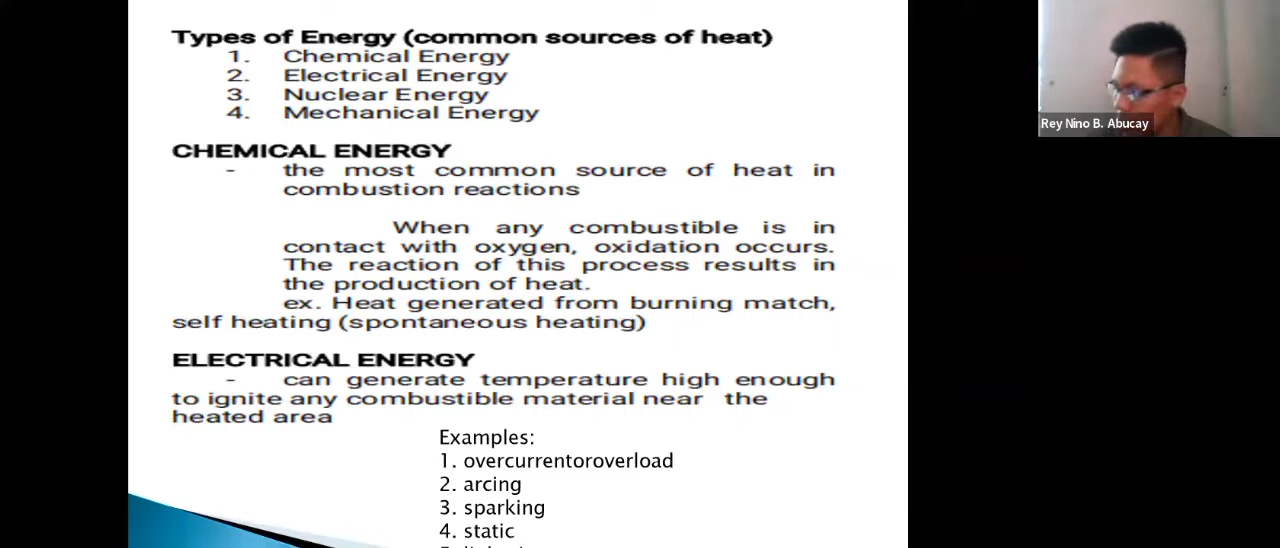 Types of Energy (common sources of heat)
1. Chemical Energy
2. Electrical Energy
3. Nuclear Energy
4. Mechanical Energy
CHEMICAL ENERGY
- the most common source of heat in
combustion reactions
When any combustible is in
contact with oxygen, oxidation occurs.
The reaction of this process results in
the production of heat.
ex. Heat generated from burning match,
self heating (spontaneous heating)
ELECTRICAL ENERGY
- can generate temperature high enough
to ignite any combustible material near the
heated area
Examples:
1. overcurrentoroverload
2. arcing
3. sparking
4. static
Rey Nino B. Abucay